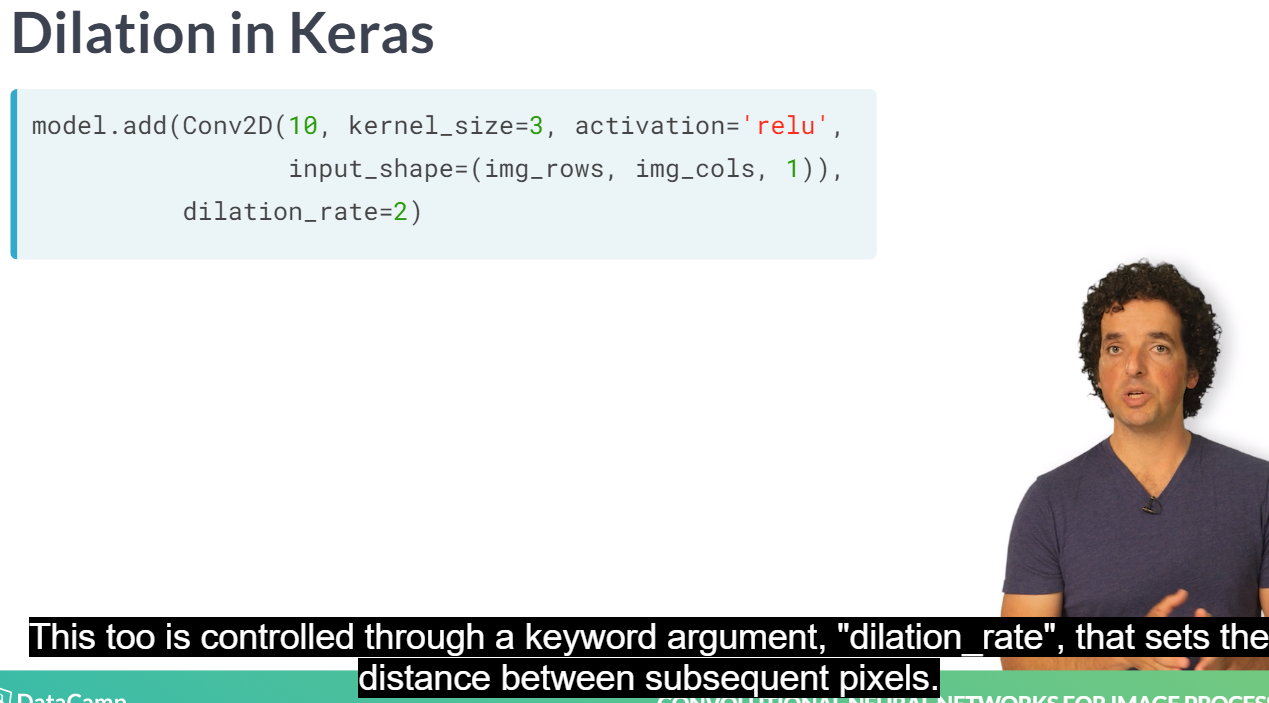 Dilation in Keras
model.add(Conv2D(10, kernel_size=3, activation='relu',
input_shape=(img_rows, img_cols, 1)),
dilation_rate=2)
This too is controlled through a keyword argument, "dilation_rate", that sets the
distance between subsequent pixels.
DataCamp
CONVOLUTIONAL NEURAL NETWORKS FOR IMAGE PROCESS